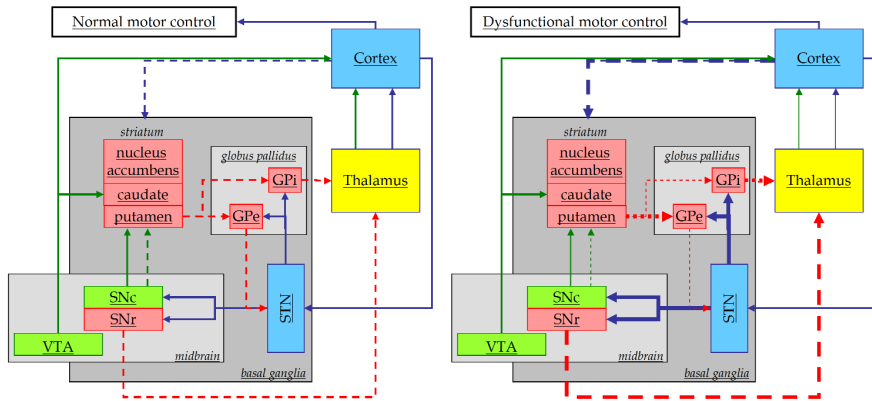 Normal motor control
Cortex
striatum
nucleus
accumbens
caudate
putamen
globus pallidus
GPi
GPe
Thalamus
SNc
SNr
VTA
STN
midbrain
basal ganglia
Dysfunctional motor control
Cortex
striatum
nucleus
accumbens
caudate
putamen
globus pallidus
GPi
GPe
Thalamus
SNc
SNr
VTA
STN
midbrain
basal ganglia